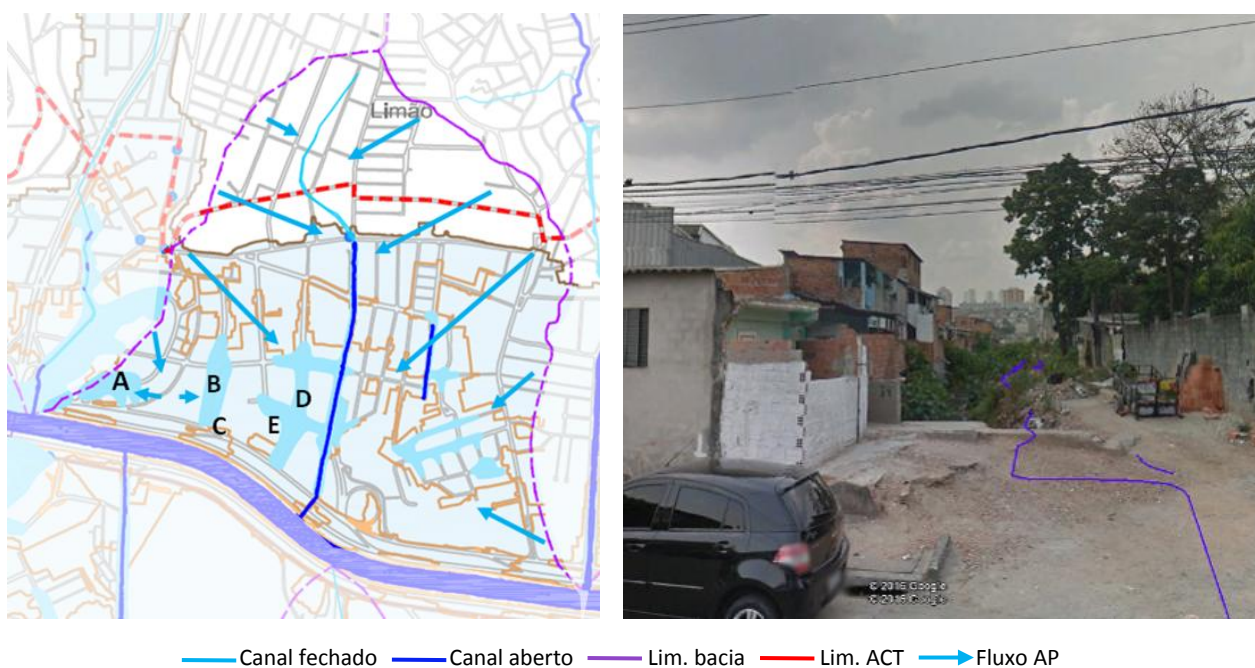 Limão
A
B
C
D
E
© 2016 Google
© 2016 Google
Canal fechado
Canal aberto
Lim. bacia
Lim. ACT
Fluxo AP